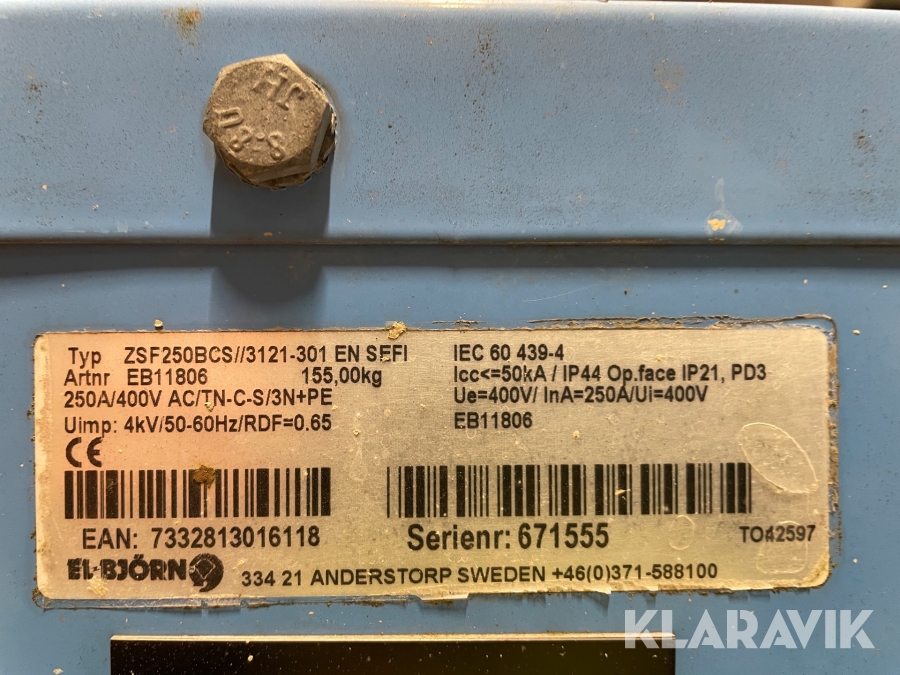 JH
8.8U
Typ ZSF250BCS//3121-301 EN SEFI
Artnr EB11806 155,00kg
250A/400V AC/TN-C-S/3N+PE
Uimp: 4kV/50-60Hz/RDF=0.65
CE
IEC 60 439-4
Icc<=50kA / IP44 Op.face IP21, PD3
Ue=400V/ InA=250A/Ui=400V
EB11806
EAN: 7332813016118
Serienr: 671555
TO42597
EL-BJÖRN
334 21 ANDERSTORP SWEDEN +46(0)371-588100
KLARAVIK